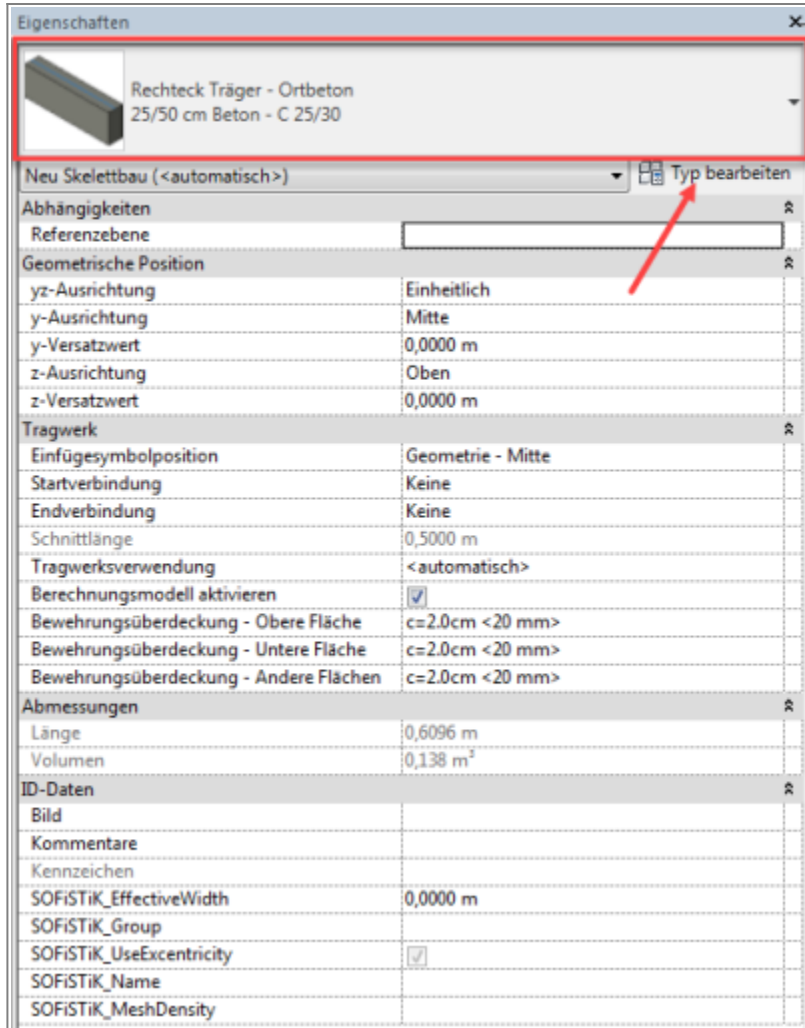 Eigenschaften
Rechteck Träger - Ortbeton
25/50 cm Beton - C 25/30
Neu Skelettbau (<automatisch>) Typ bearbeiten
Abhängigkeiten
Referenzebene
Geometrische Position
yz-Ausrichtung Einheitlich
y-Ausrichtung Mitte
y-Versatzwert 0,0000 m
z-Ausrichtung Oben
z-Versatzwert 0,0000 m
Tragwerk
Einfügesymbolposition Geometrie - Mitte
Startverbindung Keine
Endverbindung Keine
Schnittlänge 0,5000 m
Tragwerksverwendung <automatisch>
Berechnungsmodell aktivieren
Bewehrungsüberdeckung - Obere Fläche c=2.0cm <20 mm>
Bewehrungsüberdeckung - Untere Fläche c=2.0cm <20 mm>
Bewehrungsüberdeckung - Andere Flächen c=2.0cm <20 mm>
Abmessungen
Länge 0,6096 m
Volumen 0,138 m³
ID-Daten
Bild
Kommentare
Kennzeichen
SOFiSTiK_EffectiveWidth 0,0000 m
SOFiSTiK_Group
SOFiSTiK_UseExcentricity
SOFiSTiK_Name
SOFiSTiK_MeshDensity